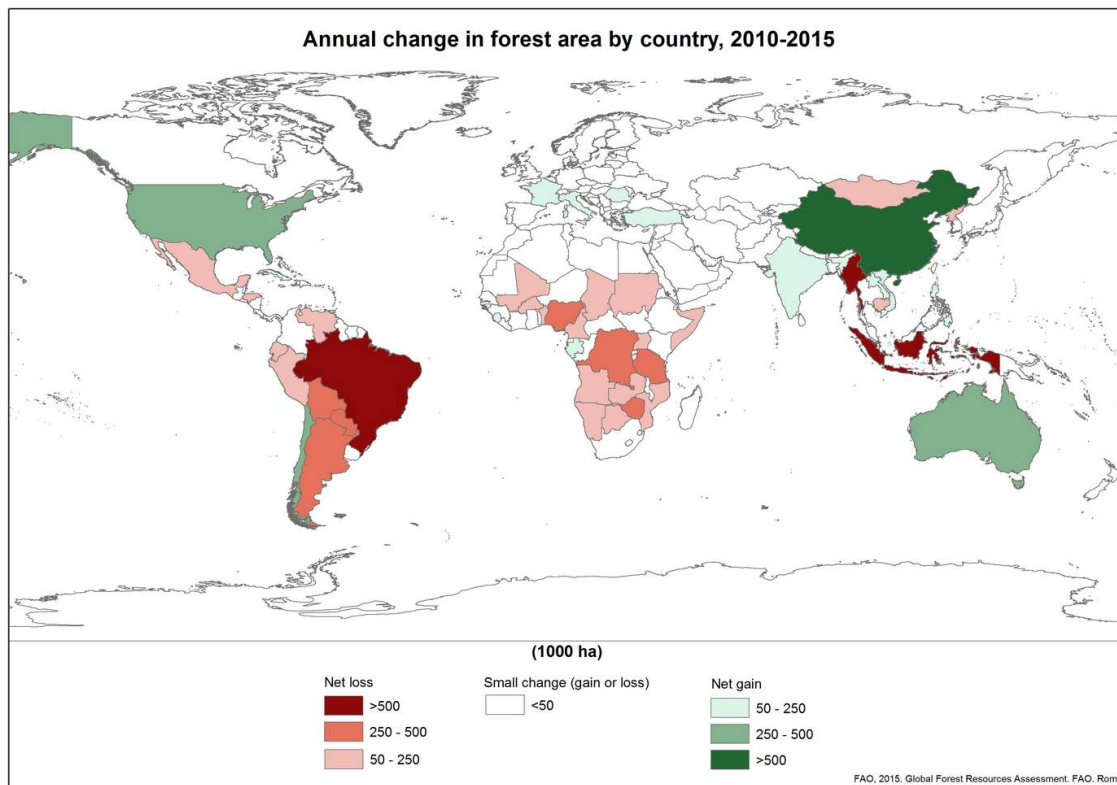 Annual change in forest area by country, 2010-2015
(1000 ha)
Net loss
>500
250 - 500
50 - 250
Small change (gain or loss)
<50
Net gain
50 - 250
250 - 500
>500
FAO, 2015. Global Forest Resources Assessment. FAO. Rom